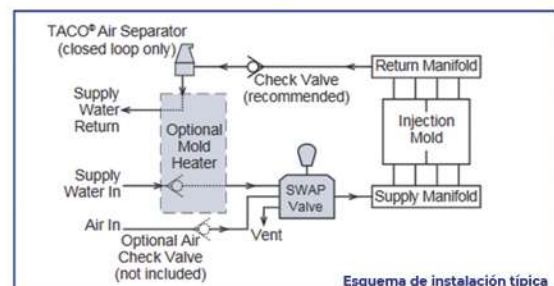 TACO® Air Separator
(closed loop only)
Check Valve
(recommended)
Return Manifold
Supply
Water
Return
Optional
Mold
Heater
Injection
Mold
Supply
Water In
SWAP
Valve
Supply Manifold
Air In
Vent
Optional Air
Check Valve
(not included)
Esquema de instalación típica